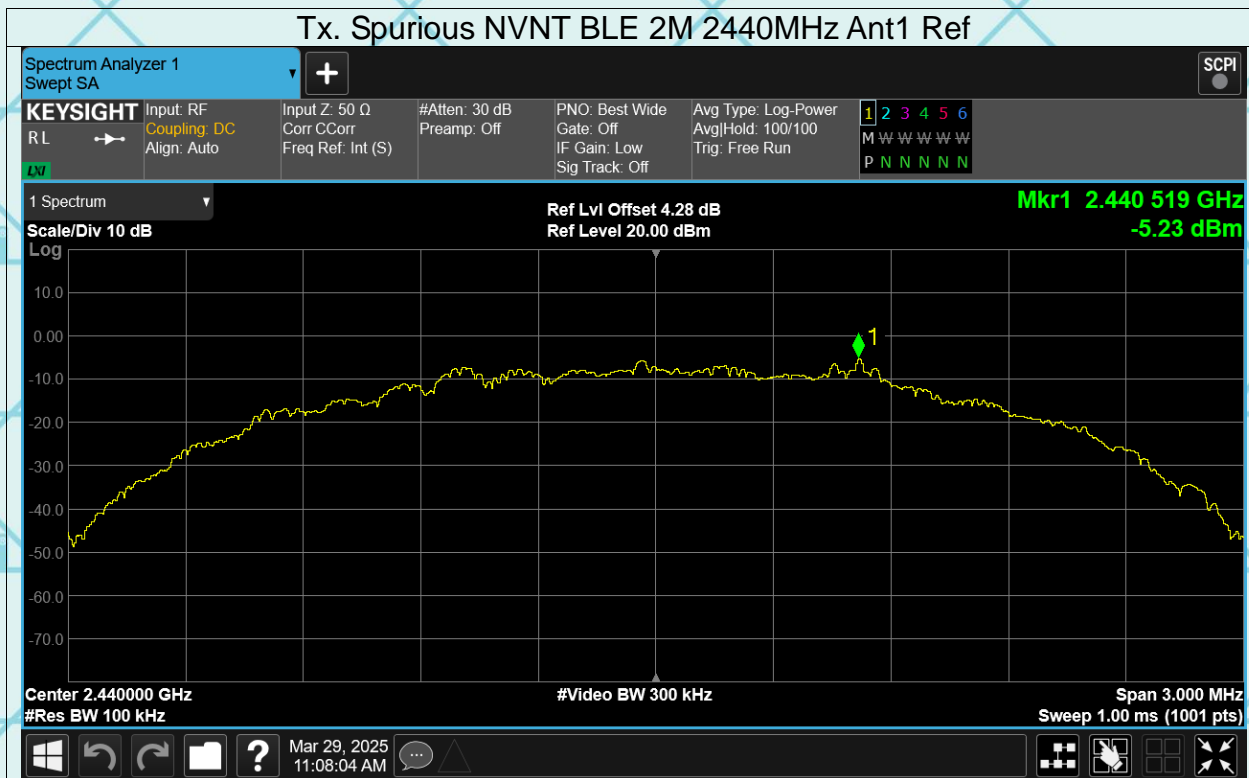 Tx. Spurious NVNT BLE 2M 2440MHz Ant1 Ref
Spectrum Analyzer 1
Swept SA
SCPI
KEYSIGHT
RL
LXI
Input: RF
Coupling: DC
Align: Auto
Input Z: 50 Ω
Corr CCorr
Freq Ref: Int (S)
#Atten: 30 dB
Preamp: Off
PNO: Best Wide
Gate: Off
IF Gain: Low
Sig Track: Off
Avg Type: Log-Power
Avg|Hold: 100/100
Trig: Free Run
1 2 3 4 5 6
M W W W W W
P N N N N N
1 Spectrum
Scale/Div 10 dB
Ref Lvl Offset 4.28 dB
Ref Level 20.00 dBm
Mkr1 2.440 519 GHz
-5.23 dBm
Log
10.0
0.00
-10.0
-20.0
-30.0
-40.0
-50.0
-60.0
-70.0
1
Center 2.440000 GHz
#Res BW 100 kHz
#Video BW 300 kHz
Span 3.000 MHz
Sweep 1.00 ms (1001 pts)
?
Mar 29, 2025
11:08:04 AM